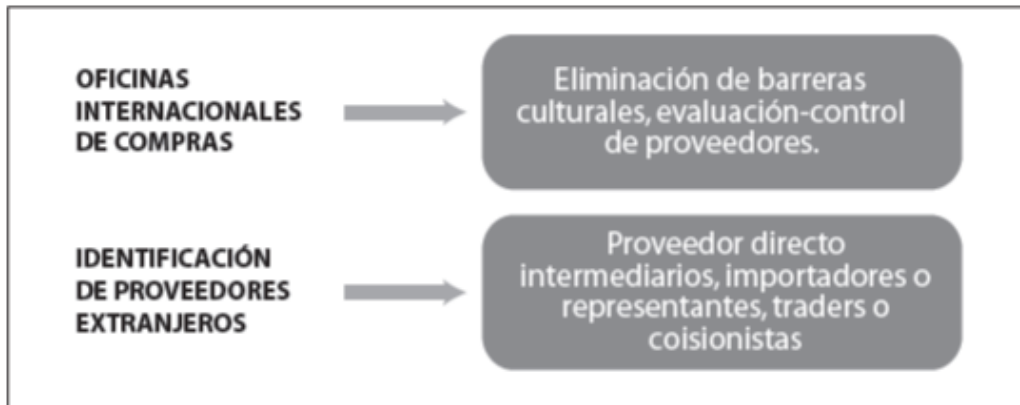 OFICINAS
INTERNACIONALES
DE COMPRAS
Eliminación de barreras
culturales, evaluación-control
de proveedores.
IDENTIFICACIÓN
DE PROVEEDORES
EXTRANJEROS
Proveedor directo
intermediarios, importadores o
representantes, traders o
coisionistas